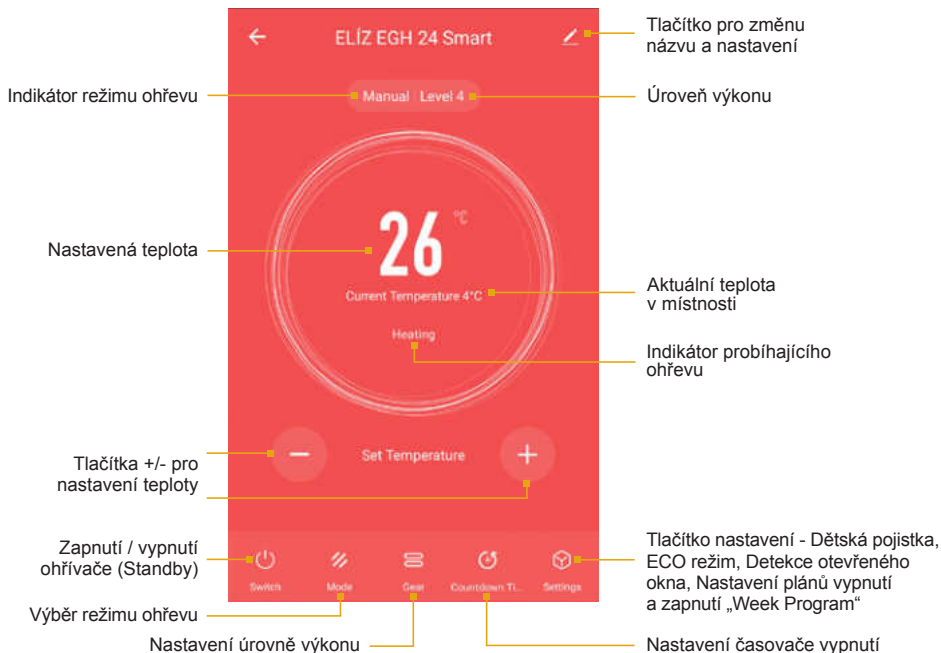 ELÍZ EGH 24 Smart
Tlačítko pro změnu
názvu a nastavení
Indikátor režimu ohřevu
Manual | Level 4
Úroveň výkonu
Nastavená teplota
26 °C
Current Temperature 4°C
Aktuální teplota
v místnosti
Heating
Indikátor probíhajícího
ohřevu
Tlačítka +/- pro
nastavení teploty
− Set Temperature +
Zapnutí / vypnutí
ohřívače (Standby)
Switch Mode Gear Countdown Ti... Settings
Tlačítko nastavení - Dětská pojistka,
ECO režim, Detekce otevřeného
okna, Nastavení plánů vypnutí
a zapnutí „Week Program“
Výběr režimu ohřevu
Nastavení úrovně výkonu
Nastavení časovače vypnutí